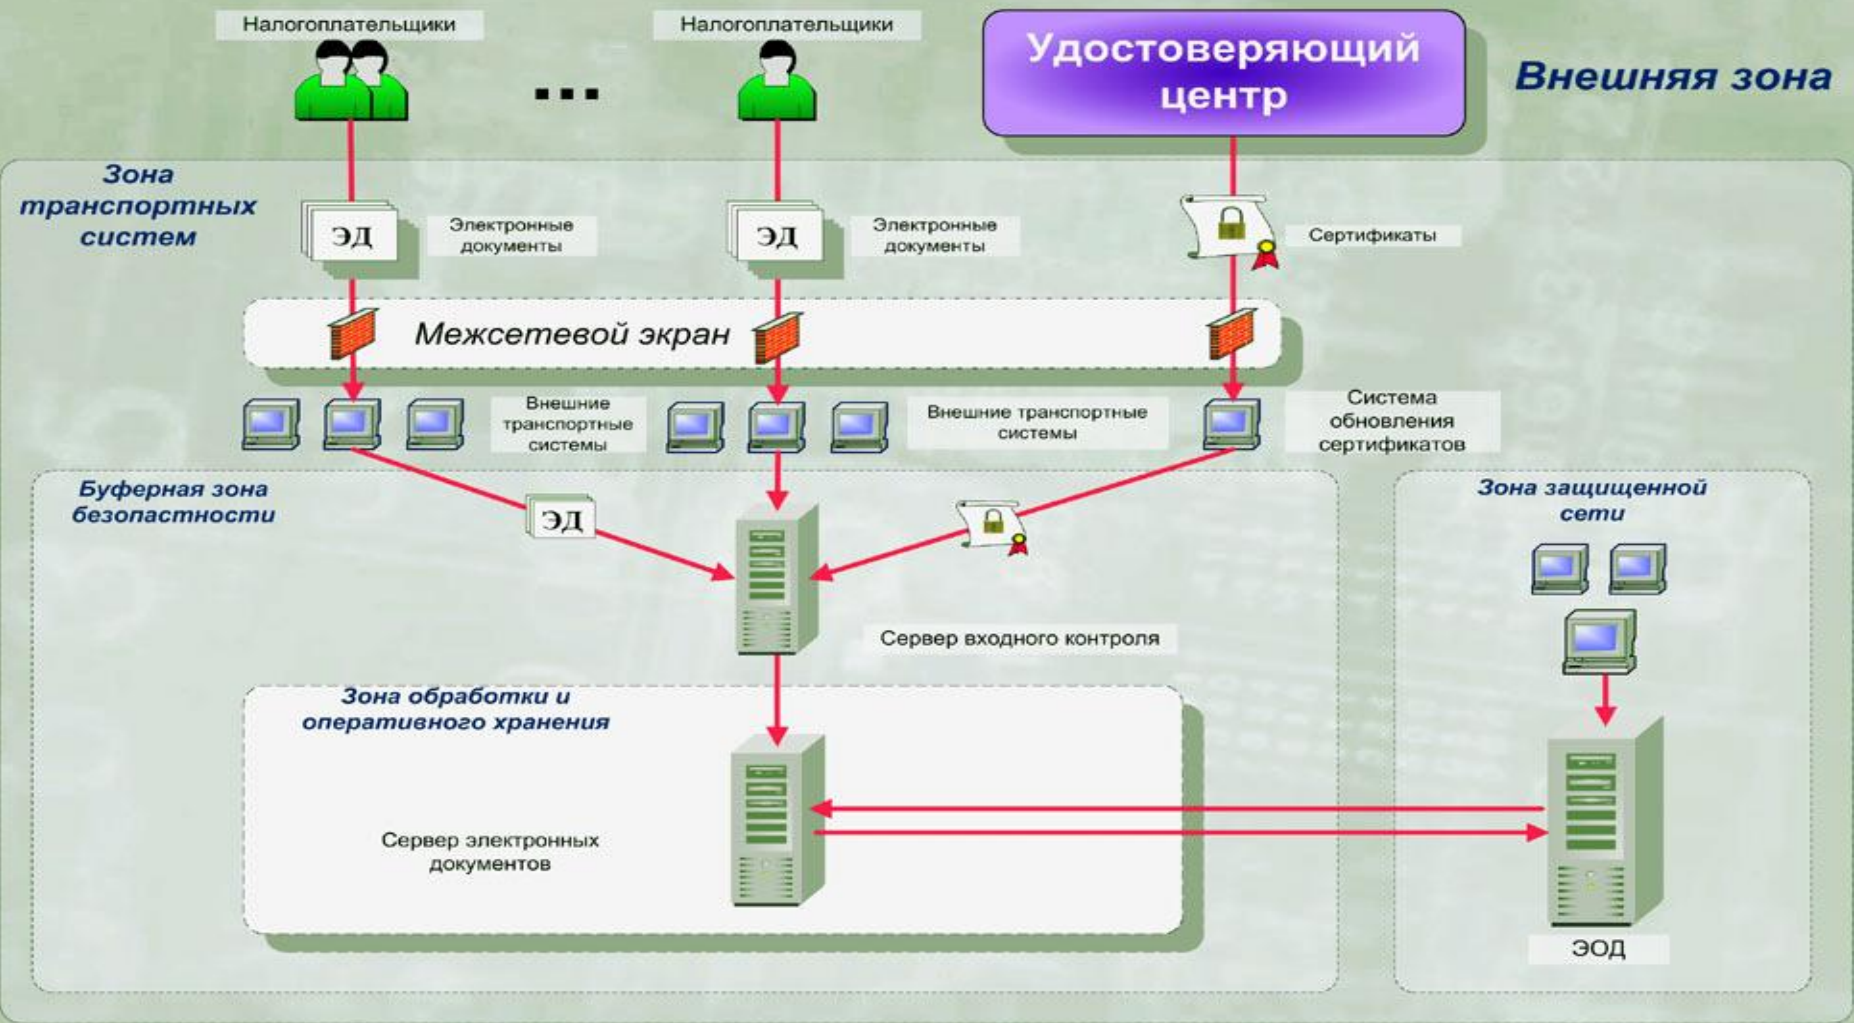 Налогоплательщики
Налогоплательщики
Удостоверяющий
центр
Внешняя зона
...
Зона
транспортных
систем
ЭД
Электронные
документы
ЭД
Электронные
документы
Сертификаты
Межсетевой экран
Внешние
транспортные
системы
Внешние транспортные
системы
Система
обновления
сертификатов
Буферная зона
безопастности
ЭД
Зона защищенной
сети
Сервер входного контроля
Зона обработки и
оперативного хранения
Сервер электронных
документов
ЭОД